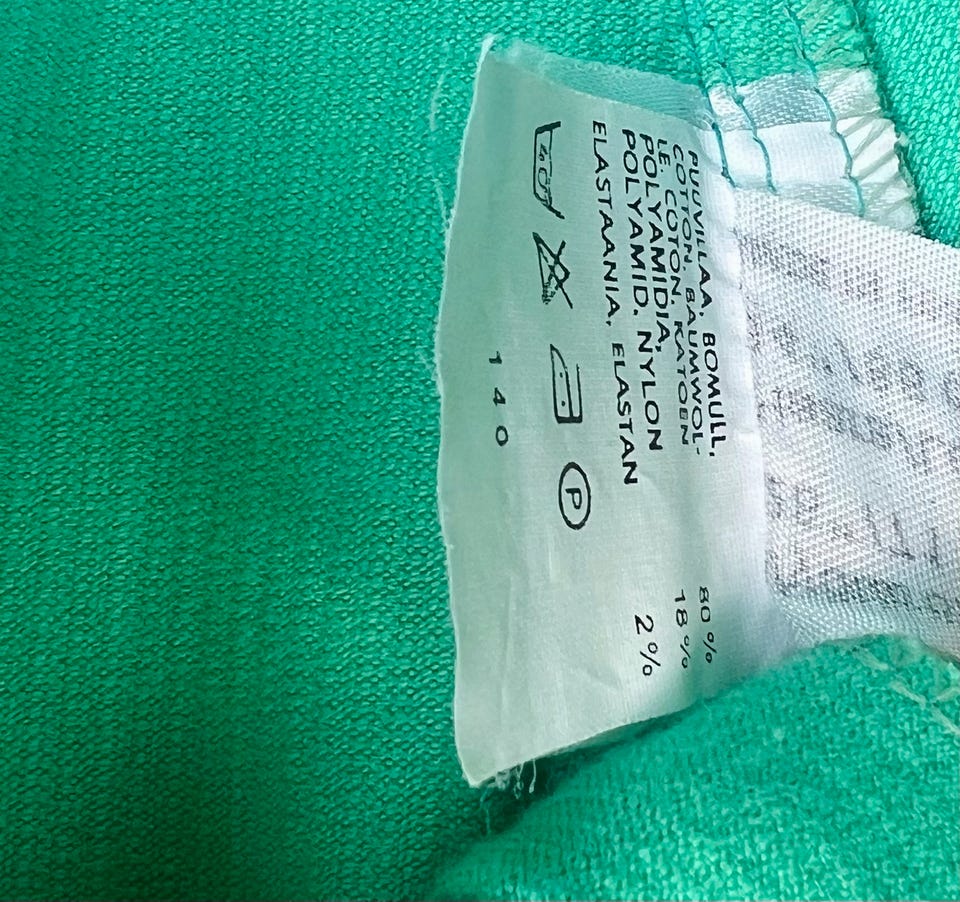 PUUVILLAA, BOMULL,
COTTON, BAUMWOL-
LE, COTON, KATOEN
POLYAMIDIA,
POLYAMID, NYLON
ELASTAANIA, ELASTAN
80 %
18 %
2 %
40
P
140